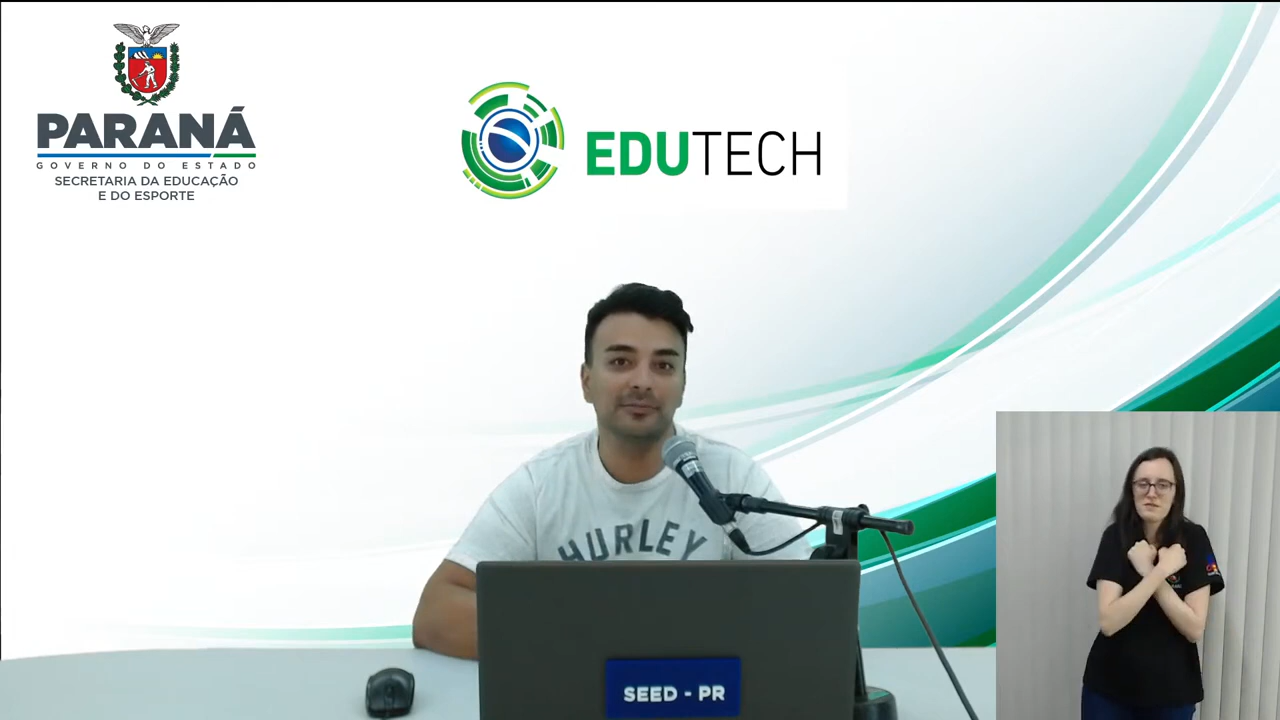 PARANÁ
GOVERNO DO ESTADO
SECRETARIA DA EDUCAÇÃO
E DO ESPORTE
EDUTECH
HURLEY
SEED - PR